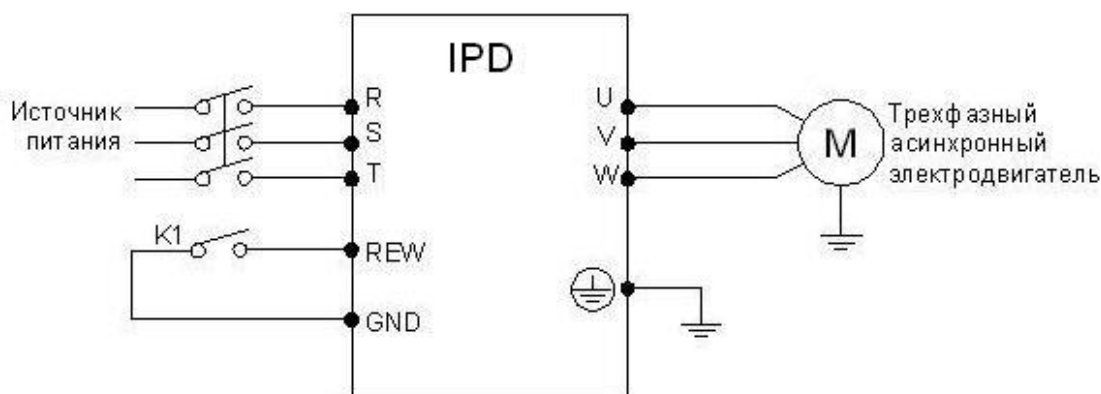 IPD
Источник
питания
R
S
T
K1
REW
GND
U
V
W
M
Трехфазный
асинхронный
электродвигатель